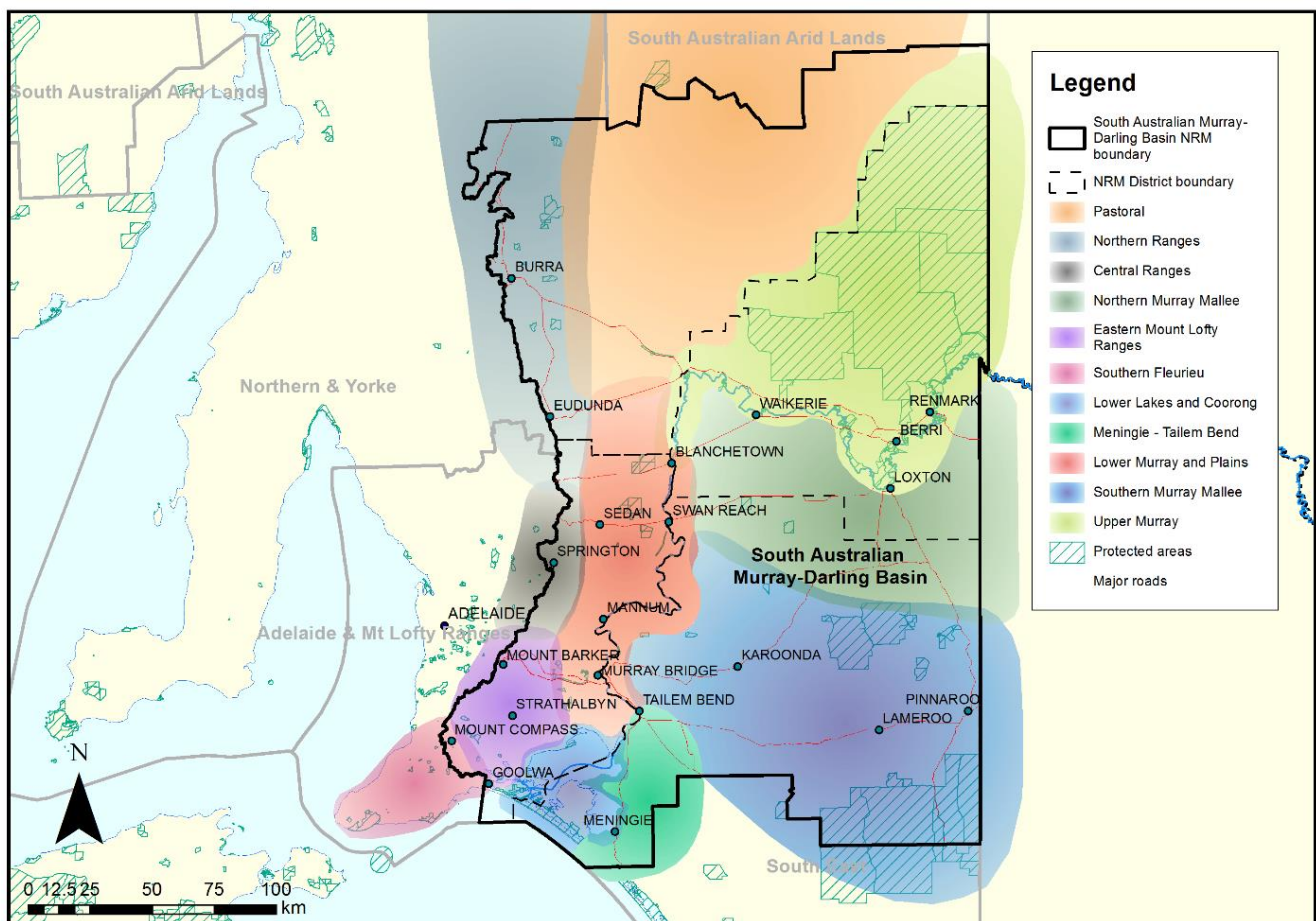 South Australian Arid Lands
South Australian Arid Lands
BURRA
Northern & Yorke
EUDUNDA
WAIKERIE
RENMARK
BERRI
BLANCHETOWN
LOXTON
SEDAN
SWAN REACH
SPRINGTON
South Australian
Murray-Darling Basin
MANNUM
ADELAIDE
Adelaide & Mt Lofty Ranges
MOUNT BARKER
KAROONDA
MURRAY BRIDGE
STRATHALBYN
TAILEM BEND
PINNAROO
LAMEROO
MOUNT COMPASS
GOOLWA
MENINGIE
South East
N
0 12.5 25 50 75 100
km
Legend
South Australian Murray-
Darling Basin NRM
boundary
NRM District boundary
Pastoral
Northern Ranges
Central Ranges
Northern Murray Mallee
Eastern Mount Lofty
Ranges
Southern Fleurieu
Lower Lakes and Coorong
Meningie - Tailem Bend
Lower Murray and Plains
Southern Murray Mallee
Upper Murray
Protected areas
Major roads